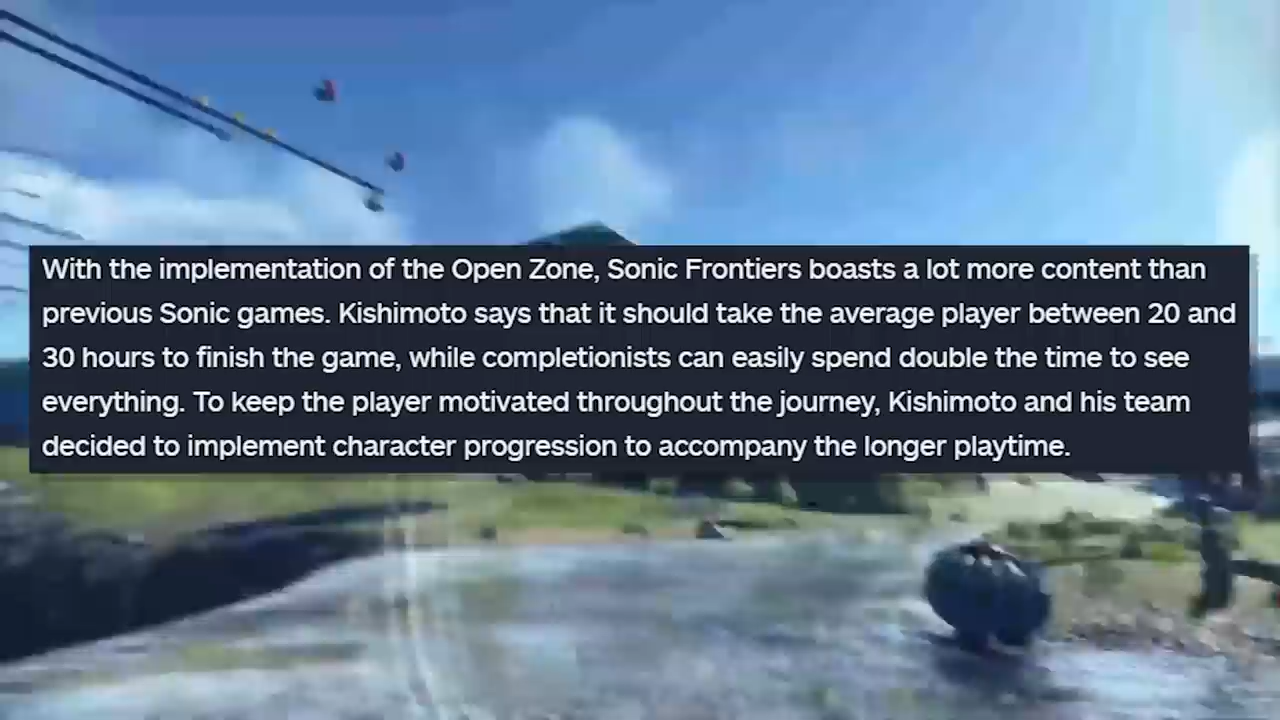 With the implementation of the Open Zone, Sonic Frontiers boasts a lot more content than
previous Sonic games. Kishimoto says that it should take the average player between 20 and
30 hours to finish the game, while completionists can easily spend double the time to see
everything. To keep the player motivated throughout the journey, Kishimoto and his team
decided to implement character progression to accompany the longer playtime.